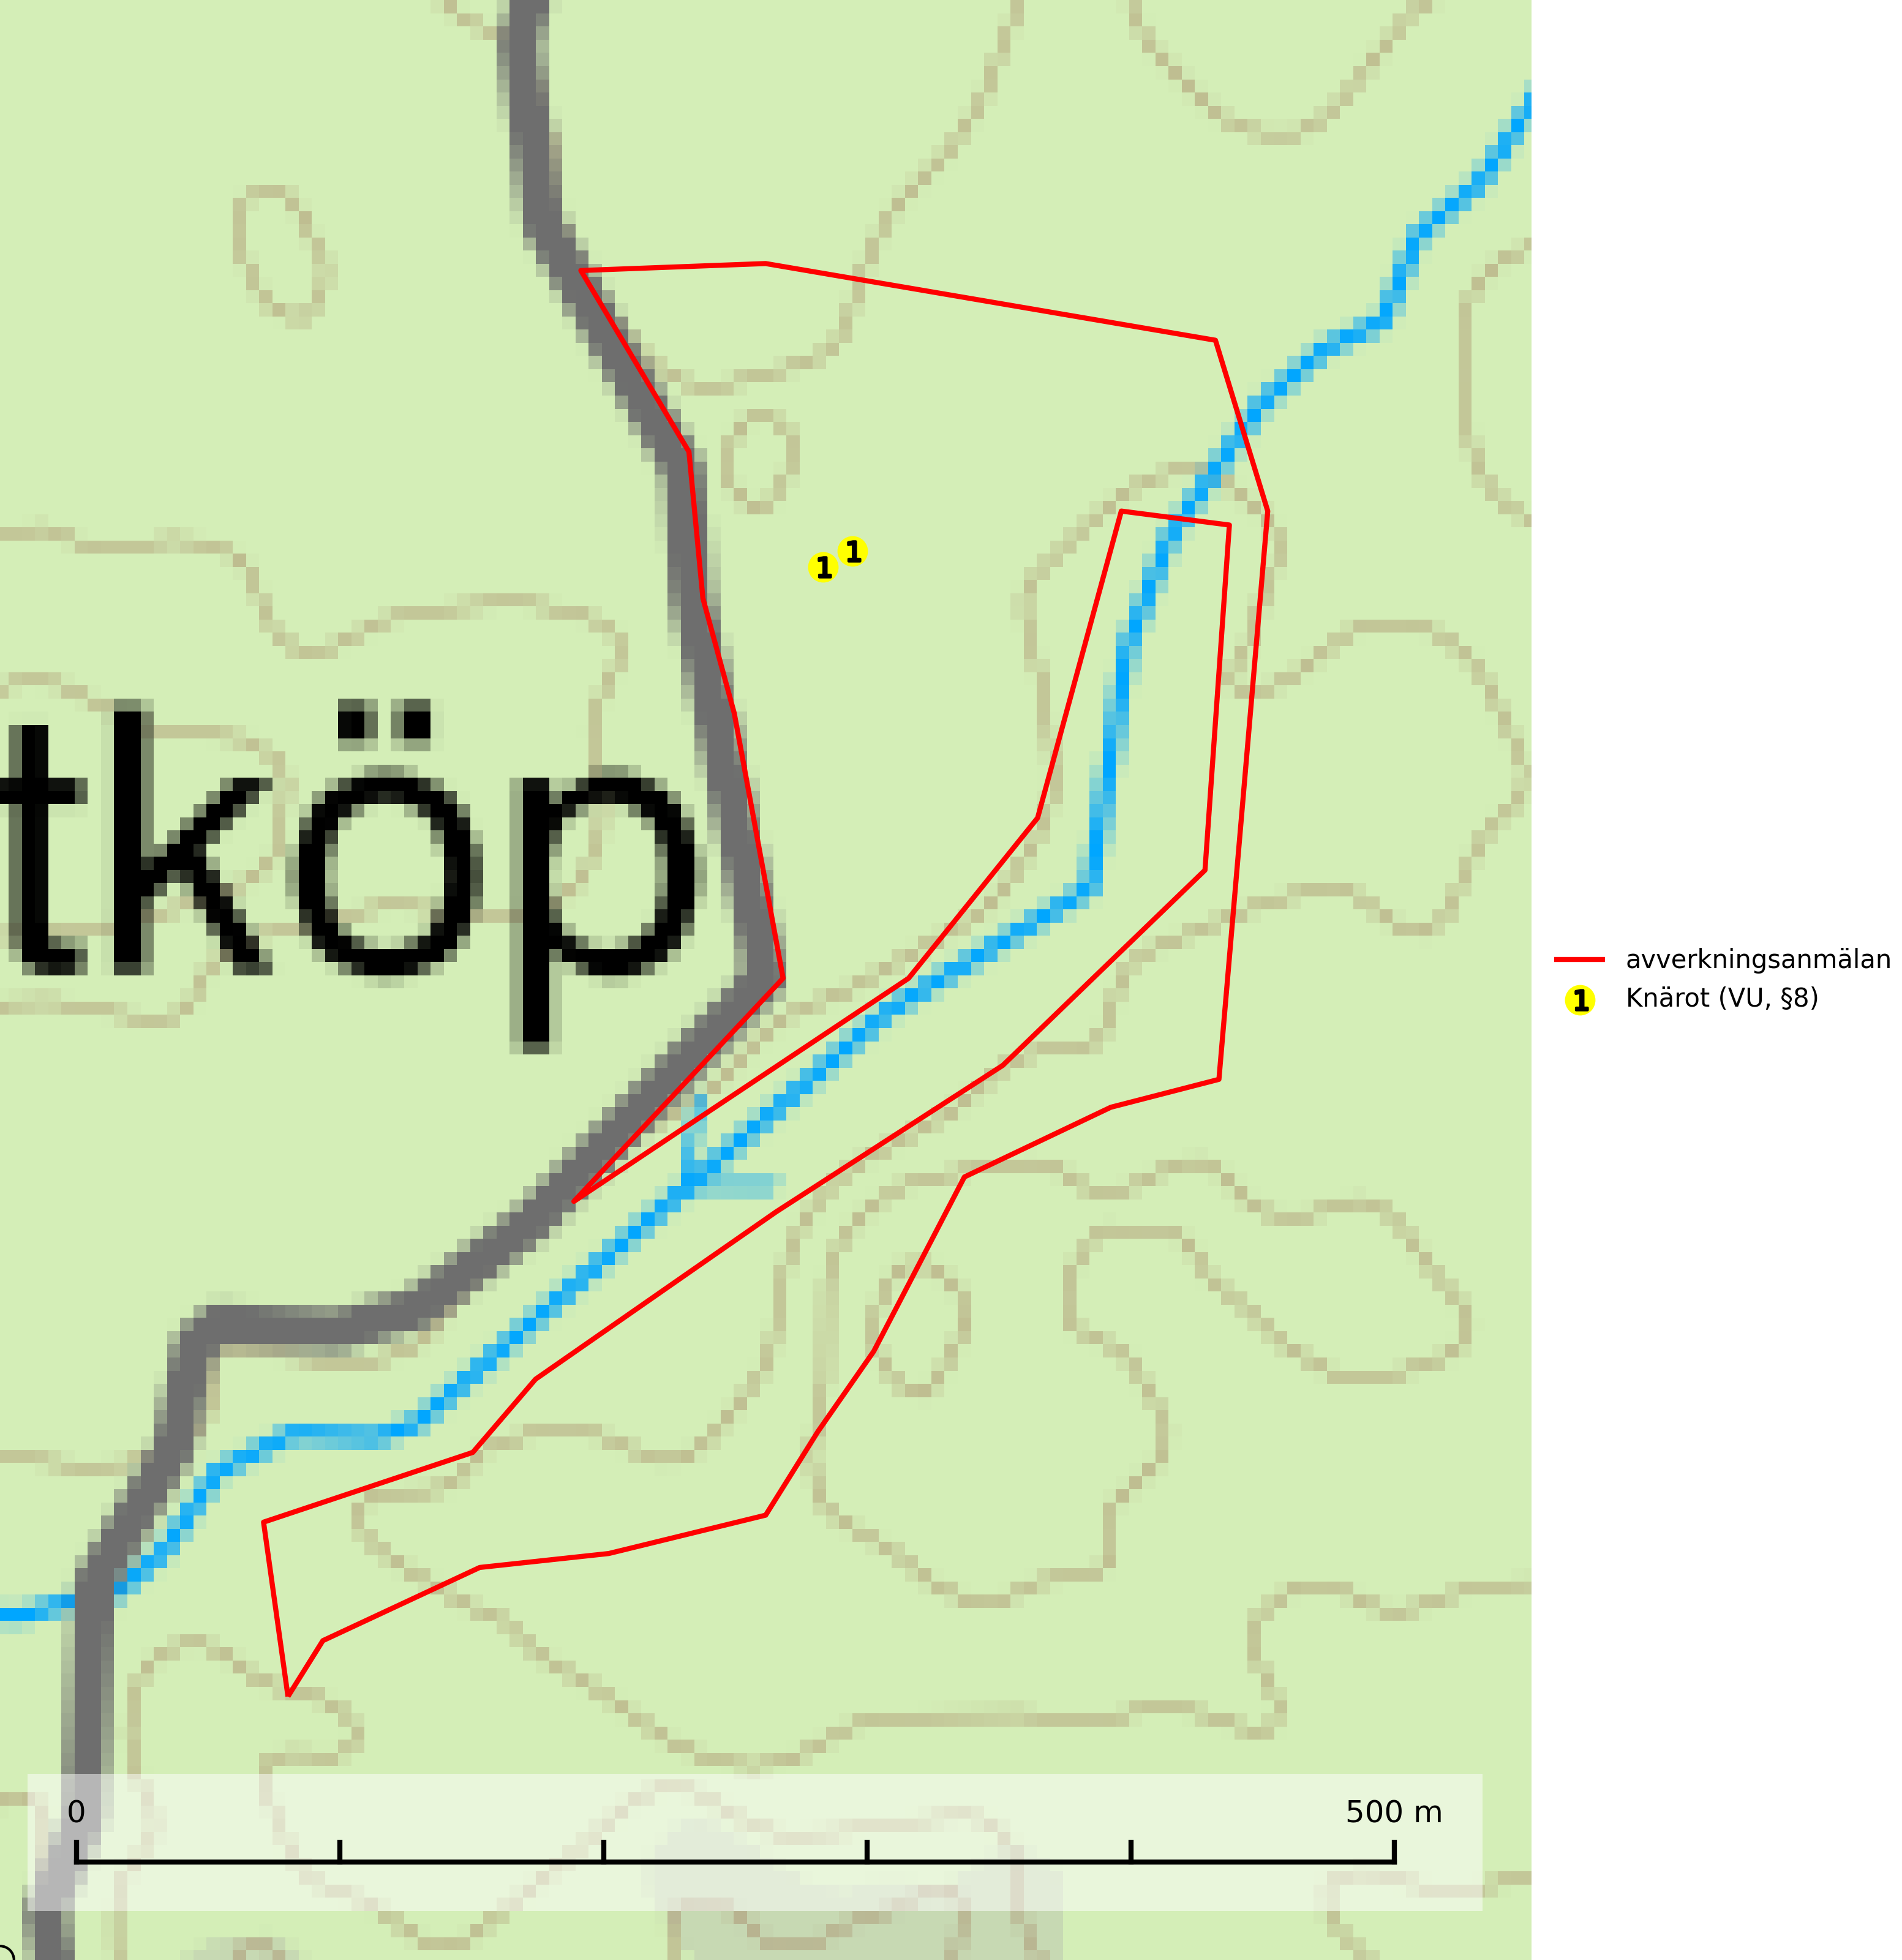 1 1
tköp
avverkningsanmälan
1 Knärot (VU, §8)
0 500 m